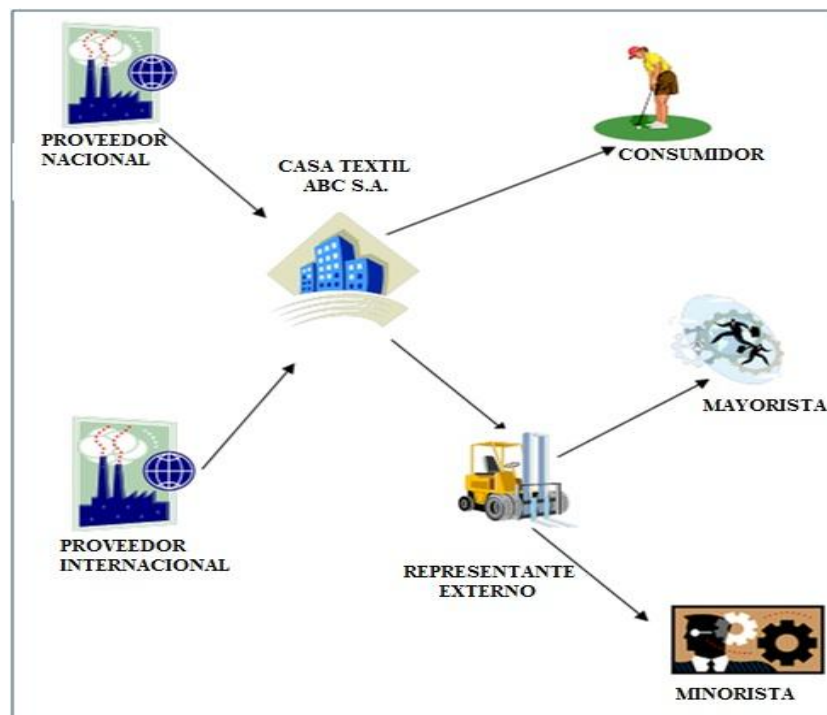 PROVEEDOR
NACIONAL
CASA TEXTIL
ABC S.A.
CONSUMIDOR
MAYORISTA
PROVEEDOR
INTERNACIONAL
REPRESENTANTE
EXTERNO
MINORISTA